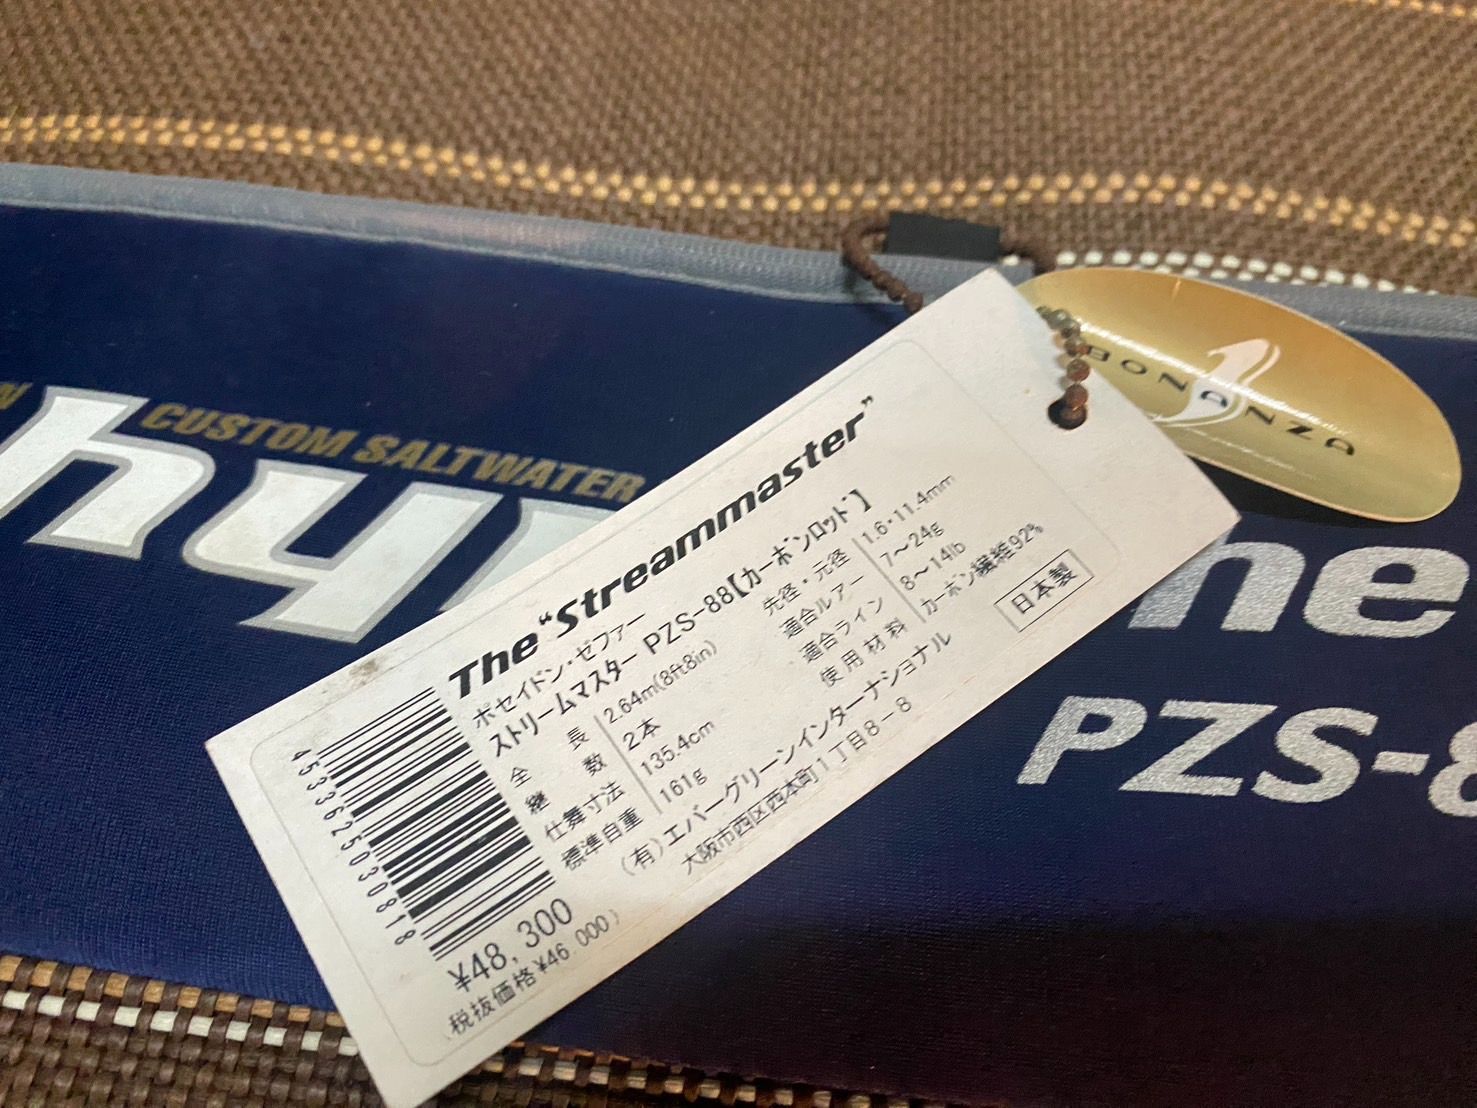 CUSTOM SALTWATER
hy
BONANZA
he
PZS-8
The "Streammaster"
ポセイドン・ゼファー
ストリームマスター PZS-88【カーボンロッド】
全長 2.64m(8ft8in)
継数 2本
仕舞寸法 135.4cm
標準自重 161g
先径・元径 1.6・11.4mm
適合ルアー 7～24g
適合ライン 8～14lb
使用材料 カーボン繊維92%
日本製
(有)エバーグリーンインターナショナル
大阪市西区西本町1丁目8-8
4533625030818
¥48,300
税抜価格¥46,000)